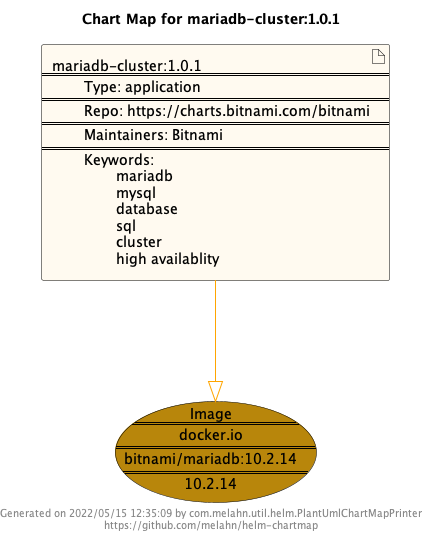 Chart Map for mariadb-cluster:1.0.1
mariadb-cluster:1.0.1
Type: application
Repo: https://charts.bitnami.com/bitnami
Maintainers: Bitnami
Keywords:
mariadb
mysql
database
sql
cluster
high availablity
Image
docker.io
bitnami/mariadb:10.2.14
10.2.14
Generated on 2022/05/15 12:35:09 by com.melahn.util.helm.PlantUmlChartMapPrinter
https://github.com/melahn/helm-chartmap